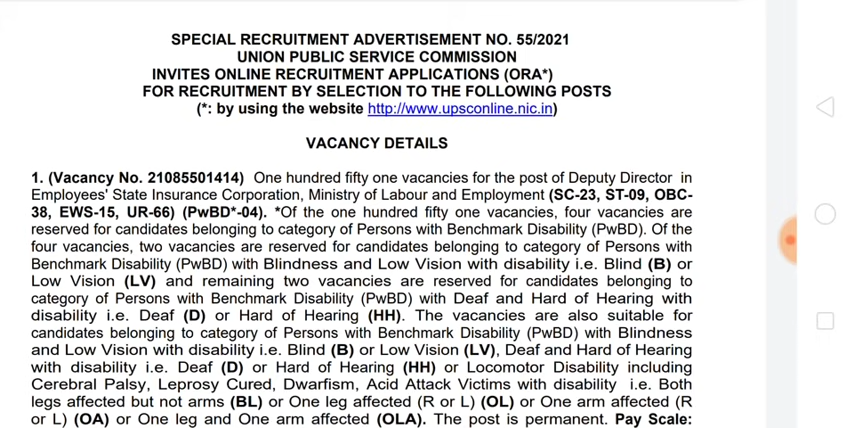 SPECIAL RECRUITMENT ADVERTISEMENT NO. 55/2021
UNION PUBLIC SERVICE COMMISSION
INVITES ONLINE RECRUITMENT APPLICATIONS (ORA*)
FOR RECRUITMENT BY SELECTION TO THE FOLLOWING POSTS
(*: by using the website http://www.upsconline.nic.in)
VACANCY DETAILS
1. (Vacancy No. 21085501414) One hundred fifty one vacancies for the post of Deputy Director in
Employees' State Insurance Corporation, Ministry of Labour and Employment (SC-23, ST-09, OBC-
38, EWS-15, UR-66) (PwBD*-04). *Of the one hundred fifty one vacancies, four vacancies are
reserved for candidates belonging to category of Persons with Benchmark Disability (PwBD). Of the
four vacancies, two vacancies are reserved for candidates belonging to category of Persons with
Benchmark Disability (PwBD) with Blindness and Low Vision with disability i.e. Blind (B) or
Low Vision (LV) and remaining two vacancies are reserved for candidates belonging to
category of Persons with Benchmark Disability (PwBD) with Deaf and Hard of Hearing with
disability i.e. Deaf (D) or Hard of Hearing (HH). The vacancies are also suitable for
candidates belonging to category of Persons with Benchmark Disability (PwBD) with Blindness
and Low Vision with disability i.e. Blind (B) or Low Vision (LV), Deaf and Hard of Hearing
with disability i.e. Deaf (D) or Hard of Hearing (HH) or Locomotor Disability including
Cerebral Palsy, Leprosy Cured, Dwarfism, Acid Attack Victims with disability i.e. Both
legs affected but not arms (BL) or One leg affected (R or L) (OL) or One arm affected (R
or L) (OA) or One leg and One arm affected (OLA). The post is permanent. Pay Scale: